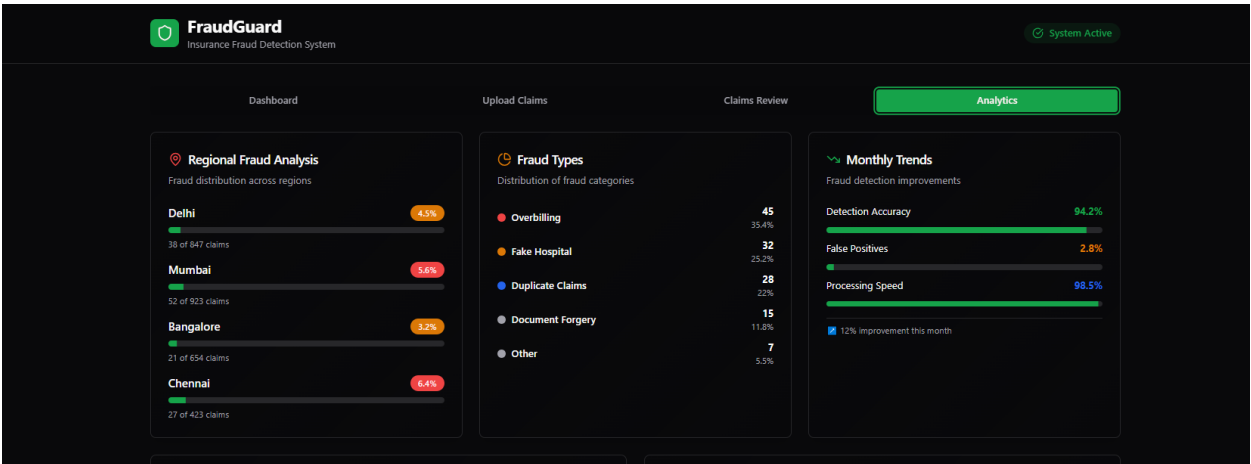 FraudGuard
Insurance Fraud Detection System
System Active
Dashboard
Upload Claims
Claims Review
Analytics
Regional Fraud Analysis
Fraud distribution across regions
Delhi
4.5%
38 of 847 claims
Mumbai
5.6%
52 of 923 claims
Bangalore
3.2%
21 of 654 claims
Chennai
6.4%
27 of 423 claims
Fraud Types
Distribution of fraud categories
Overbilling
45
35.4%
Fake Hospital
32
25.2%
Duplicate Claims
28
22%
Document Forgery
15
11.8%
Other
7
5.5%
Monthly Trends
Fraud detection improvements
Detection Accuracy
94.2%
False Positives
2.8%
Processing Speed
98.5%
12% improvement this month